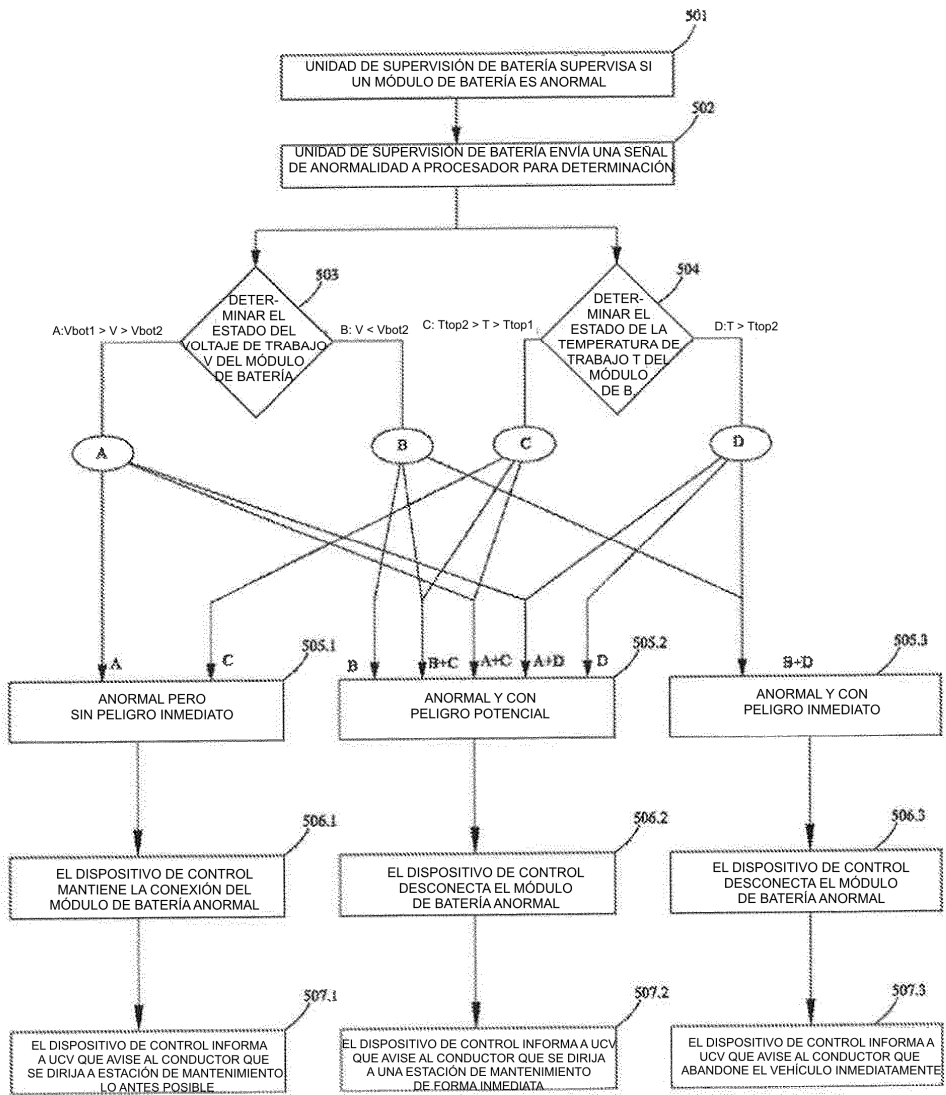 501
UNIDAD DE SUPERVISIÓN DE BATERÍA SUPERVISA SI
UN MÓDULO DE BATERÍA ES ANORMAL
502
UNIDAD DE SUPERVISIÓN DE BATERÍA ENVÍA UNA SEÑAL
DE ANORMALIDAD A PROCESADOR PARA DETERMINACIÓN
503
DETER-
MINAR EL
ESTADO DEL
VOLTAJE DE TRABAJO
V DEL MÓDULO
DE BATERÍA
A:Vbot1 > V > Vbot2
B: V < Vbot2
504
DETER-
MINAR EL
ESTADO DE LA
TEMPERATURA DE
TRABAJO T DEL
MÓDULO
DE B.
C: Ttop2 > T > Ttop1
D:T > Ttop2
A
B
C
D
A
C
505.1
B
B+C
A+C
A+D
D
505.2
B+D
505.3
ANORMAL PERO
SIN PELIGRO INMEDIATO
ANORMAL Y CON
PELIGRO POTENCIAL
ANORMAL Y CON
PELIGRO INMEDIATO
506.1
EL DISPOSITIVO DE CONTROL
MANTIENE LA CONEXIÓN DEL
MÓDULO DE BATERÍA ANORMAL
506.2
EL DISPOSITIVO DE CONTROL
DESCONECTA EL MÓDULO
DE BATERÍA ANORMAL
506.3
EL DISPOSITIVO DE CONTROL
DESCONECTA EL MÓDULO
DE BATERÍA ANORMAL
507.1
EL DISPOSITIVO DE CONTROL INFORMA
A UCV QUE AVISE AL CONDUCTOR QUE
SE DIRIJA A ESTACIÓN DE MANTENIMIENTO
LO ANTES POSIBLE
507.2
EL DISPOSITIVO DE CONTROL INFORMA A UCV
QUE AVISE AL CONDUCTOR QUE SE DIRIJA
A UNA ESTACIÓN DE MANTENIMIENTO
DE FORMA INMEDIATA
507.3
EL DISPOSITIVO DE CONTROL INFORMA A
UCV QUE AVISE AL CONDUCTOR QUE
ABANDONE EL VEHÍCULO INMEDIATAMENTE